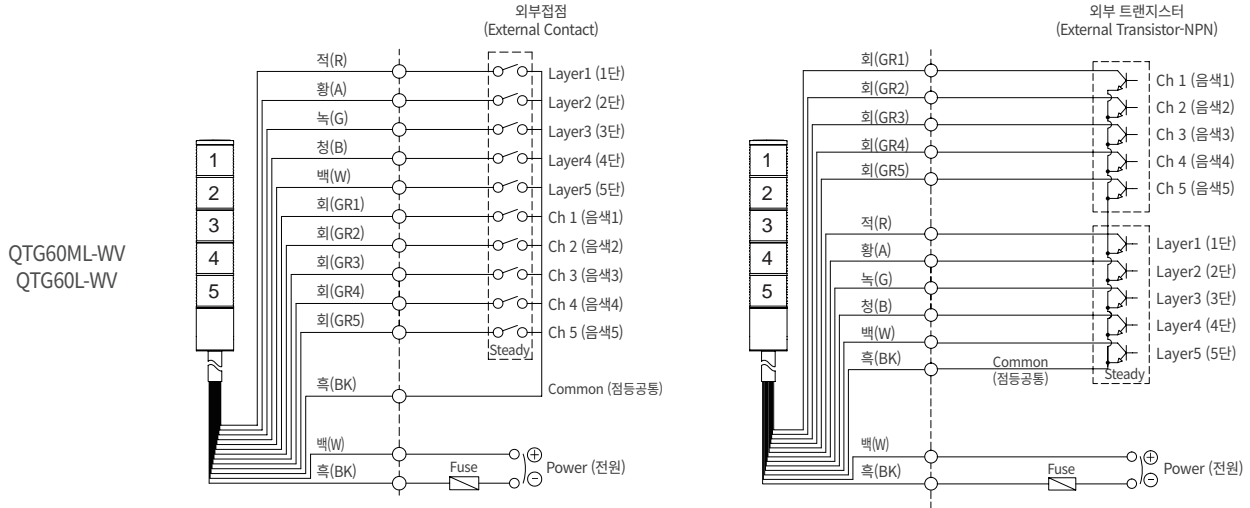 외부접점
(External Contact)
적(R)
Layer1 (1단)
황(A)
Layer2 (2단)
녹(G)
Layer3 (3단)
청(B)
Layer4 (4단)
백(W)
Layer5 (5단)
회(GR1)
Ch 1 (음색1)
회(GR2)
Ch 2 (음색2)
회(GR3)
Ch 3 (음색3)
회(GR4)
Ch 4 (음색4)
회(GR5)
Ch 5 (음색5)
Steady
흑(BK)
Common (점등공통)
백(W)
흑(BK)
Fuse
Power (전원)
1
2
3
4
5
QTG60ML-WV
QTG60L-WV
외부 트랜지스터
(External Transistor-NPN)
회(GR1)
Ch 1 (음색1)
회(GR2)
Ch 2 (음색2)
회(GR3)
Ch 3 (음색3)
회(GR4)
Ch 4 (음색4)
회(GR5)
Ch 5 (음색5)
적(R)
Layer1 (1단)
황(A)
Layer2 (2단)
녹(G)
Layer3 (3단)
청(B)
Layer4 (4단)
백(W)
Layer5 (5단)
흑(BK)
Common
(점등공통)
Steady
백(W)
흑(BK)
Fuse
Power (전원)
1
2
3
4
5